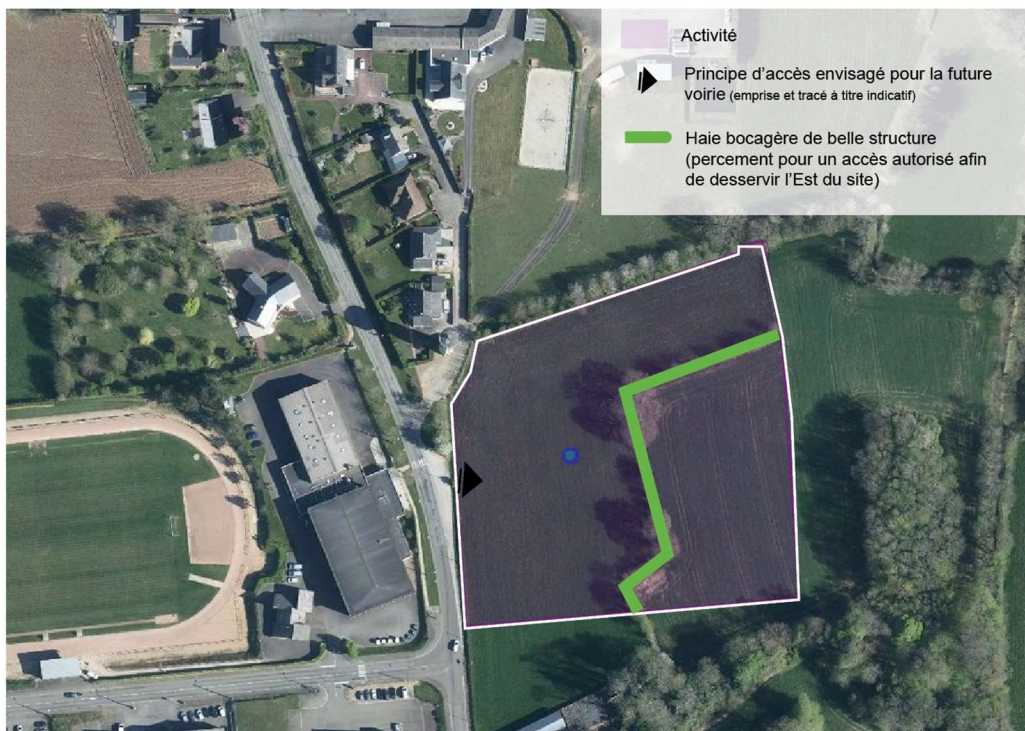 Activité
Principe d'accès envisagé pour la future
voirie (emprise et tracé à titre indicatif)
Haie bocagère de belle structure
(percement pour un accès autorisé afin
de desservir l'Est du site)